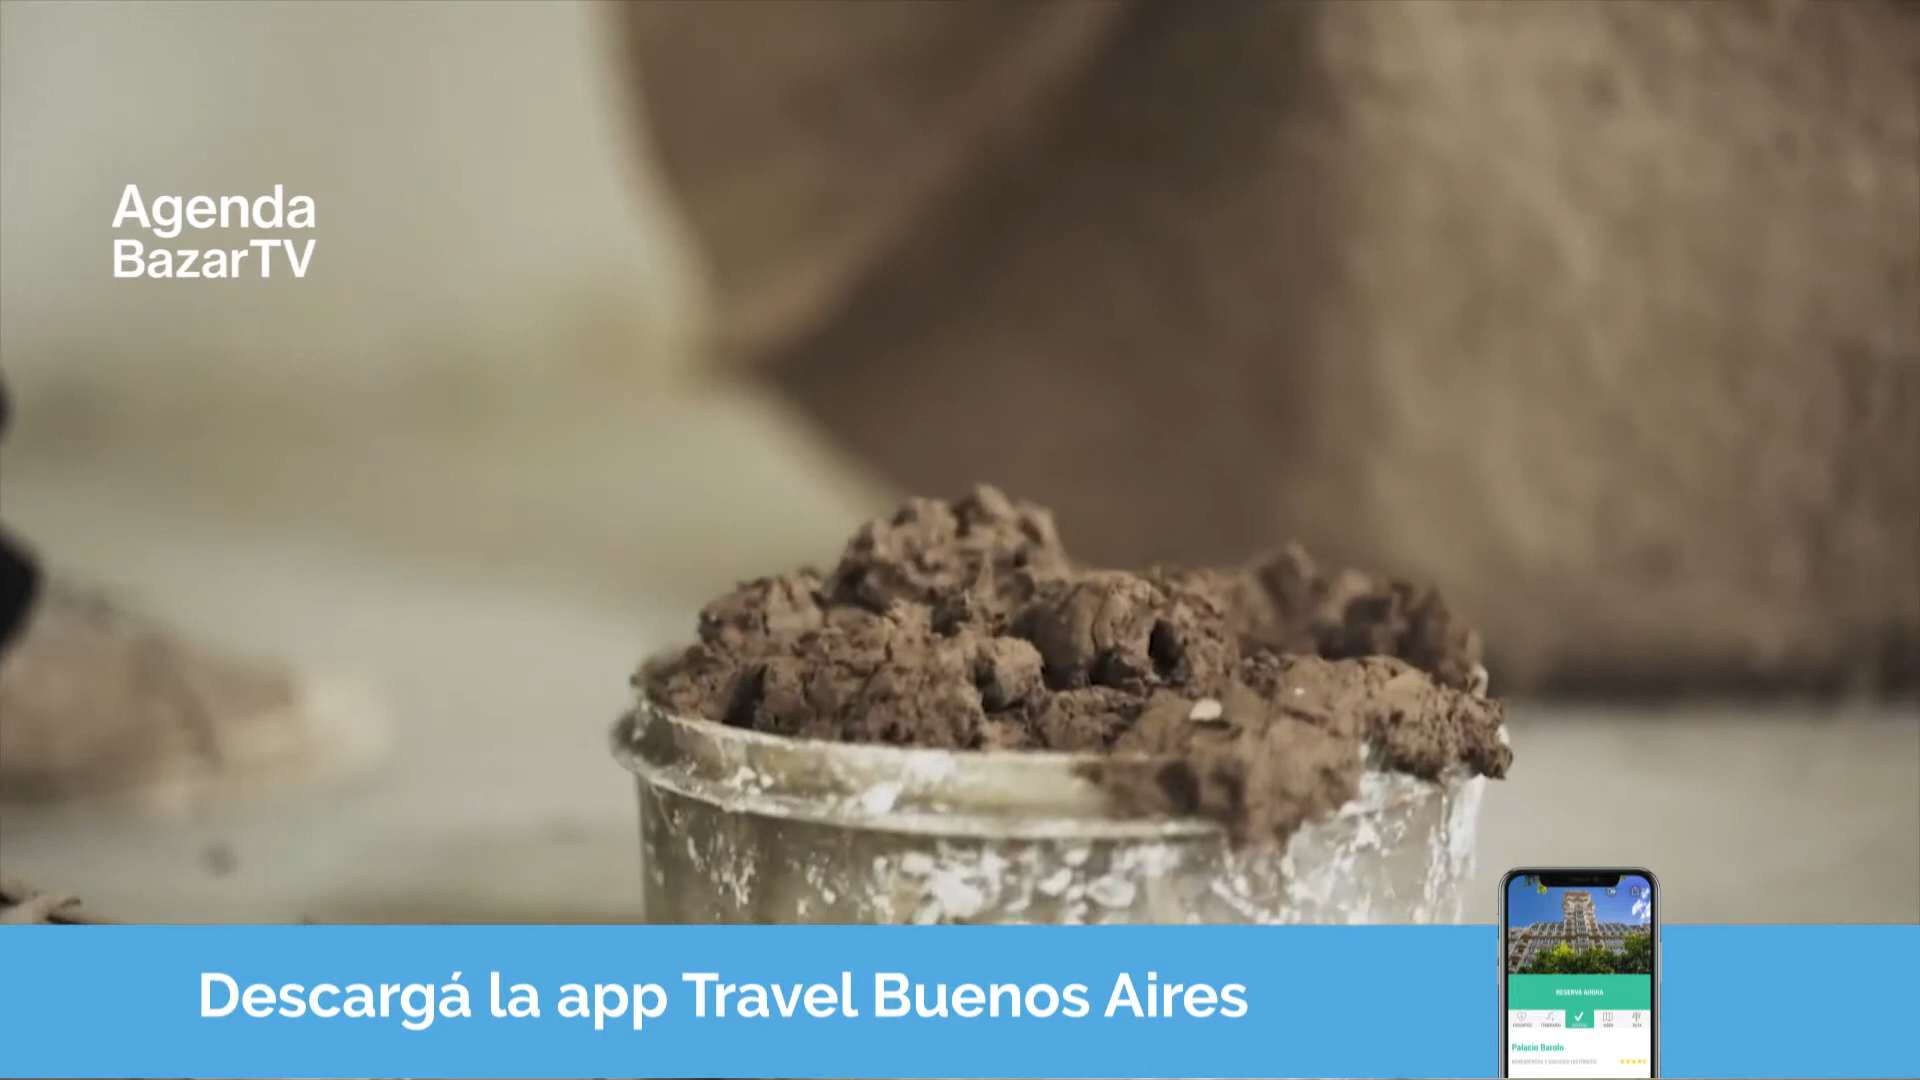 Agenda
BazarTV
Descargá la app Travel Buenos Aires
RESERVA AHORA
Palacio Barolo